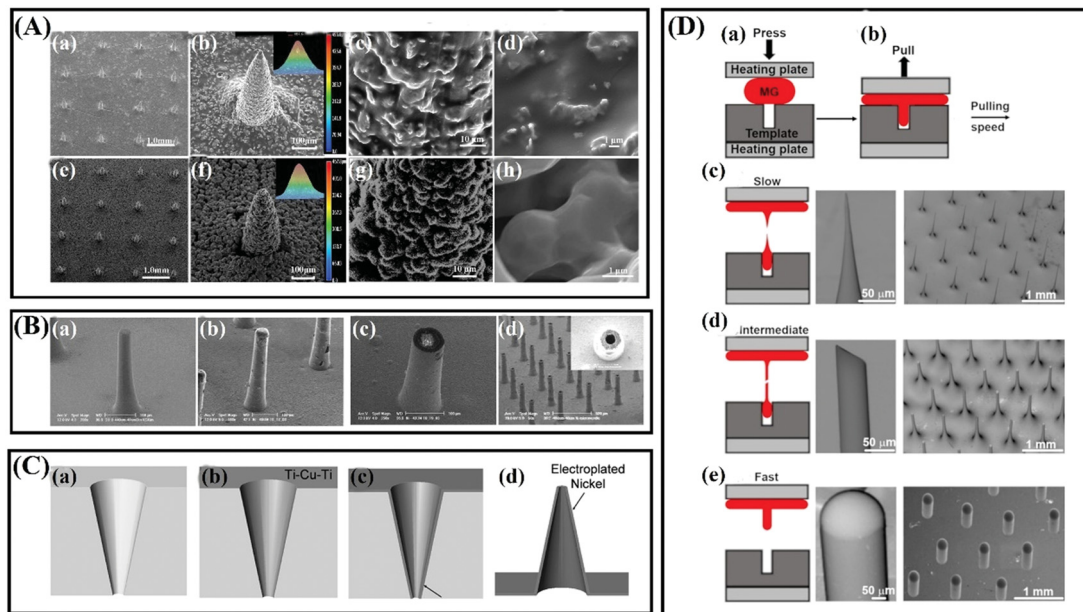 (A)
(a)
(b)
(c)
(d)
1.0mm
100μm
10 μm
1 μm
(e)
(f)
(g)
(h)
1.0mm
100μm
10 μm
1 μm
(B)
(a)
(b)
(c)
(d)
(C)
(a)
(b)
Ti-Cu-Ti
(c)
(d)
Electroplated
Nickel
(D)
(a)
(b)
Press
Pull
Heating plate
MG
Template
Heating plate
Pulling
speed
(c)
Slow
50 μm
1 mm
(d)
intermediate
50 μm
1 mm
(e)
Fast
50 μm
1 mm